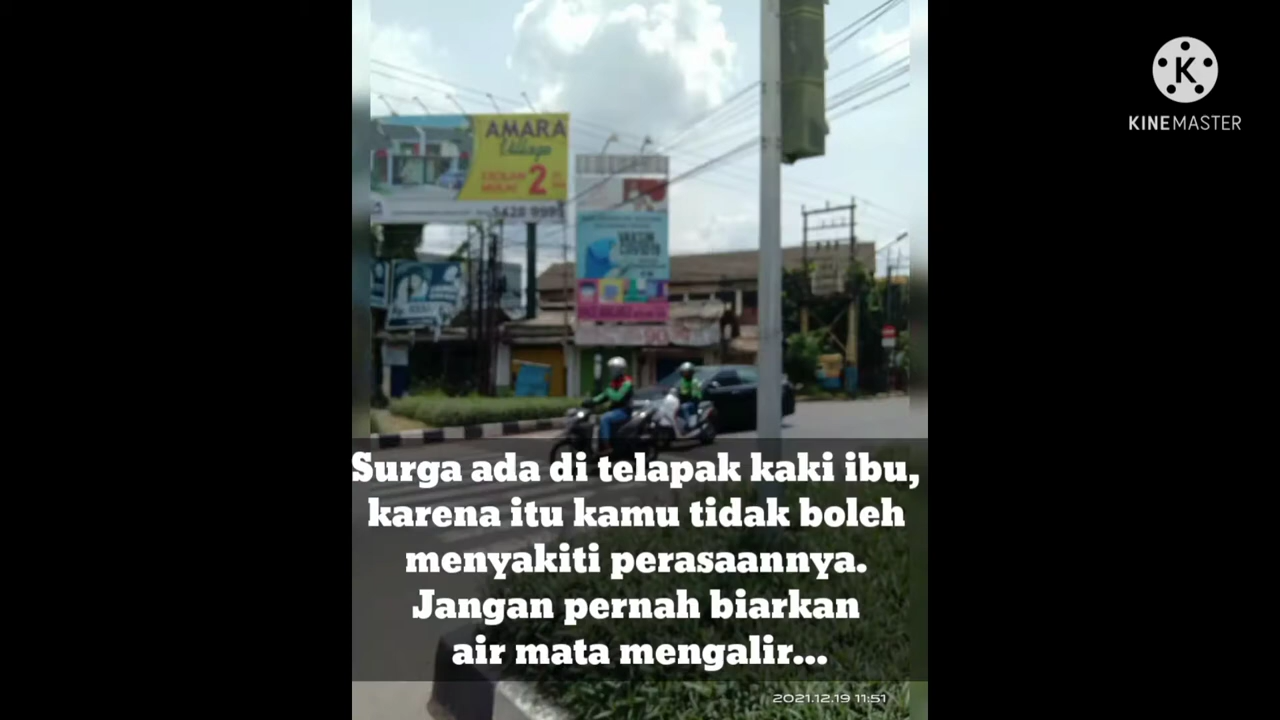 KINEMASTER
AMARA
Village
2
Surga ada di telapak kaki ibu,
karena itu kamu tidak boleh
menyakiti perasaannya.
Jangan pernah biarkan
air mata mengalir...
2021.12.19 11:51